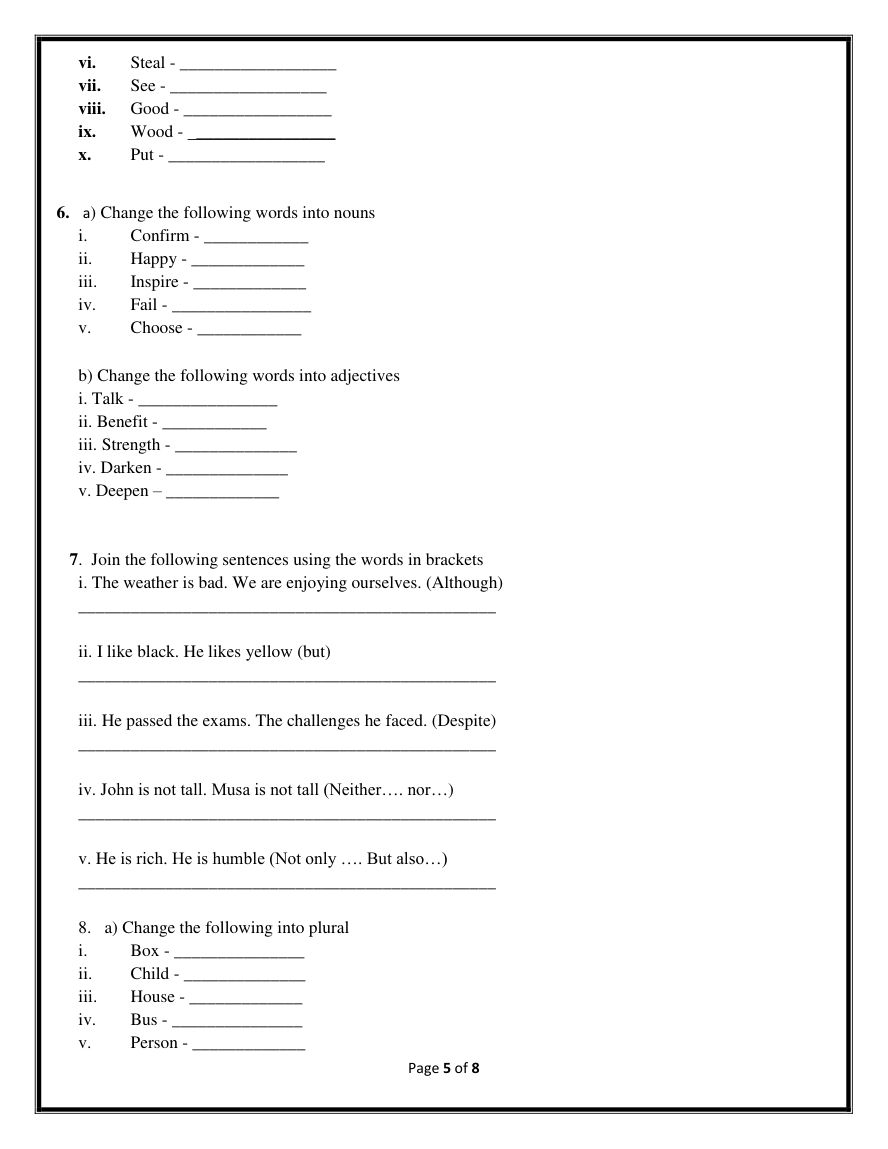 vi. Steal - __________________
vii. See - __________________
viii. Good - _________________
ix. Wood - _________________
x. Put - __________________
6. a) Change the following words into nouns
i. Confirm - ____________
ii. Happy - _____________
iii. Inspire - _____________
iv. Fail - ________________
v. Choose - ____________
b) Change the following words into adjectives
i. Talk - ________________
ii. Benefit - ____________
iii. Strength - ______________
iv. Darken - ______________
v. Deepen – _____________
7. Join the following sentences using the words in brackets
i. The weather is bad. We are enjoying ourselves. (Although)
________________________________________________
ii. I like black. He likes yellow (but)
________________________________________________
iii. He passed the exams. The challenges he faced. (Despite)
________________________________________________
iv. John is not tall. Musa is not tall (Neither…. nor…)
________________________________________________
v. He is rich. He is humble (Not only …. But also…)
________________________________________________
8. a) Change the following into plural
i. Box - _______________
ii. Child - ______________
iii. House - _____________
iv. Bus - _______________
v. Person - _____________
Page 5 of 8